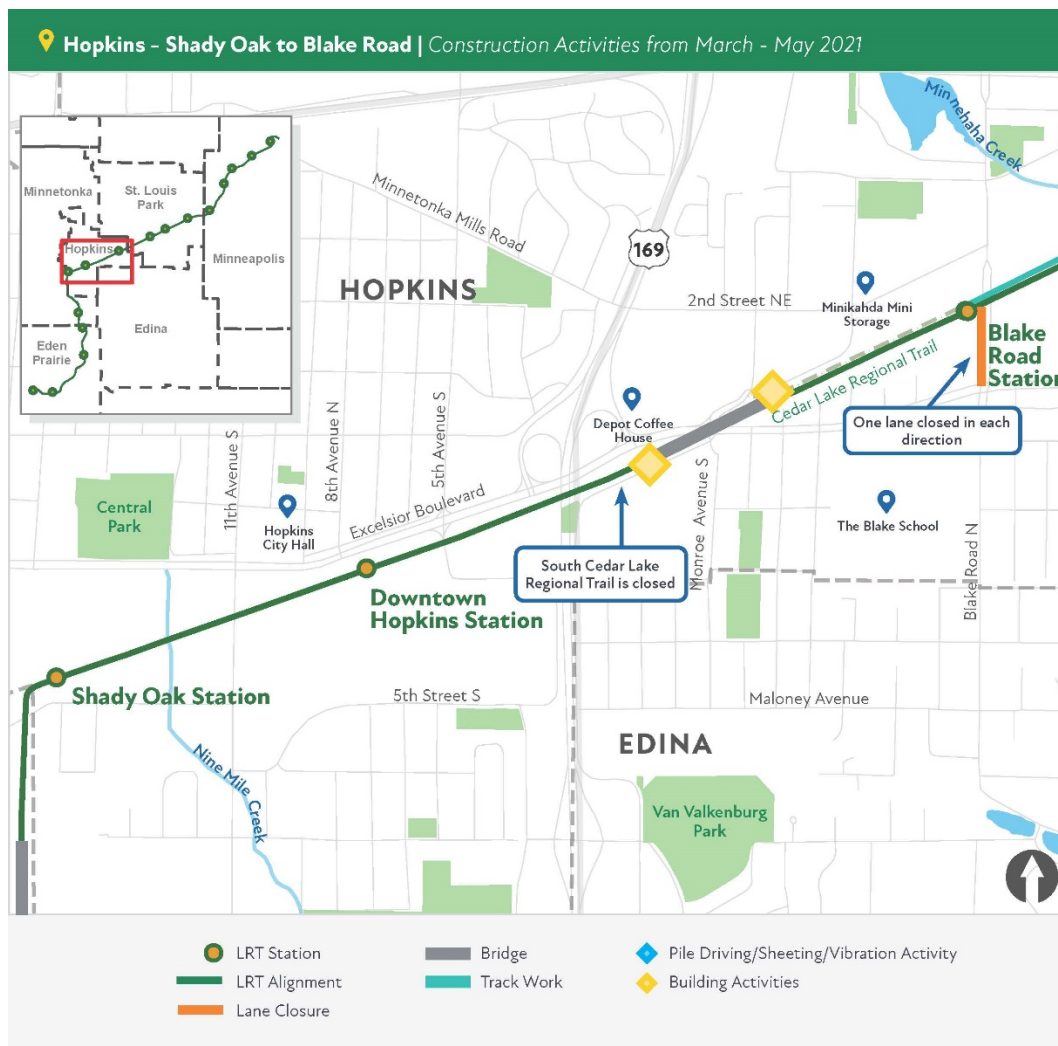 Hopkins - Shady Oak to Blake Road | Construction Activities from March - May 2021
Minnetonka
St. Louis
Park
Hopkins
Minneapolis
Edina
Eden
Prairie
Minnehaha Creek
Minnetonka Mills Road
169
HOPKINS
2nd Street NE
Minikahda Mini
Storage
Blake
Road
Station
Cedar Lake Regional Trail
One lane closed in each
direction
Depot Coffee
House
11th Avenue S
8th Avenue N
5th Avenue S
Excelsior Boulevard
Monroe Avenue S
Central
Park
Hopkins
City Hall
The Blake School
Blake Road N
South Cedar Lake
Regional Trail is closed
Downtown
Hopkins Station
Shady Oak Station
5th Street S
Maloney Avenue
EDINA
Nine Mile Creek
Van Valkenburg
Park
LRT Station
LRT Alignment
Lane Closure
Bridge
Track Work
Pile Driving/Sheeting/Vibration Activity
Building Activities